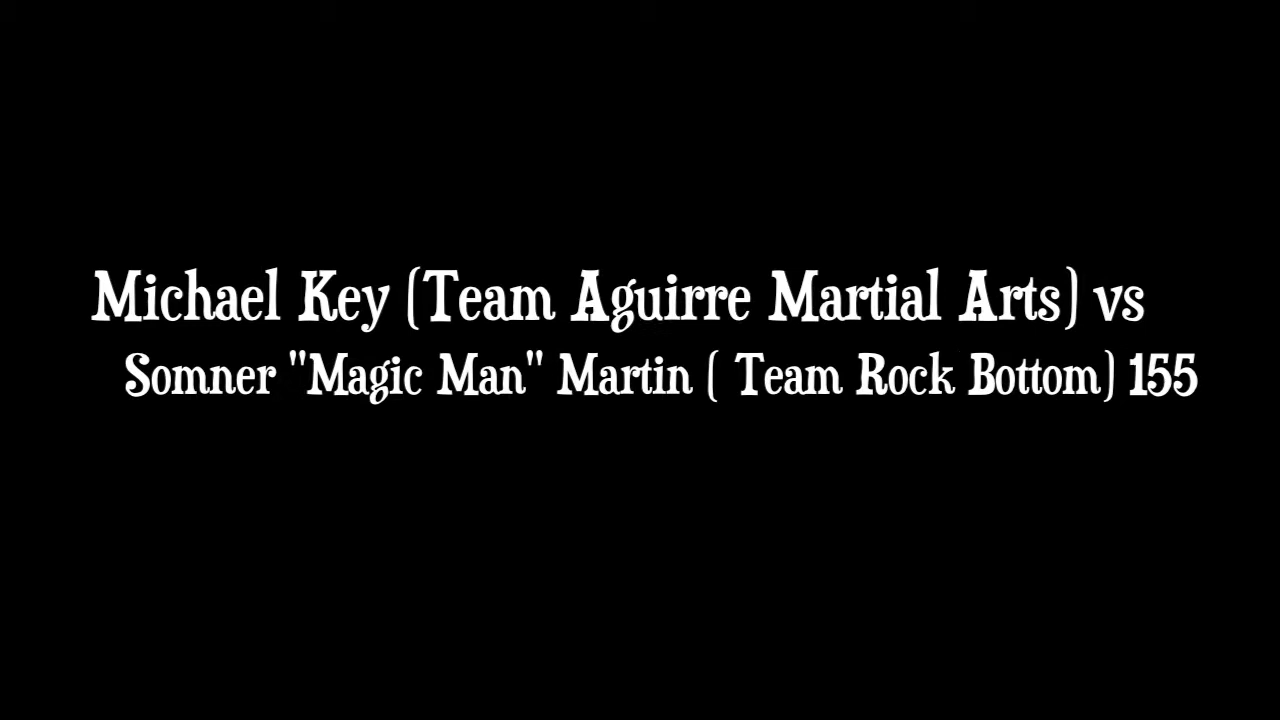 Michael Key (Team Aguirre Martial Arts) vs
Somner "Magic Man" Martin ( Team Rock Bottom) 155